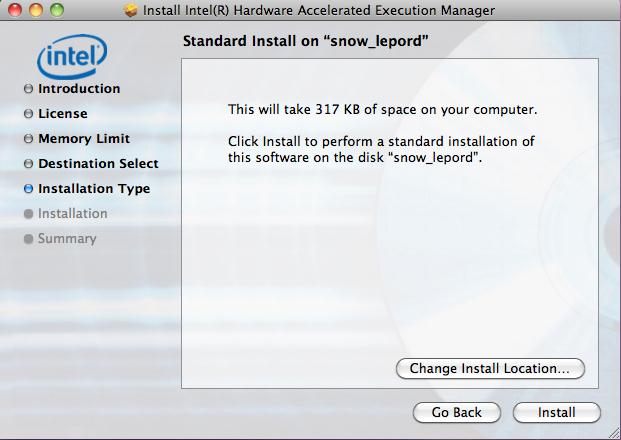 Install Intel(R) Hardware Accelerated Execution Manager
intel
Standard Install on “snow_lepord”
Introduction
License
Memory Limit
Destination Select
Installation Type
Installation
Summary
This will take 317 KB of space on your computer.
Click Install to perform a standard installation of
this software on the disk “snow_lepord”.
Change Install Location...
Go Back
Install